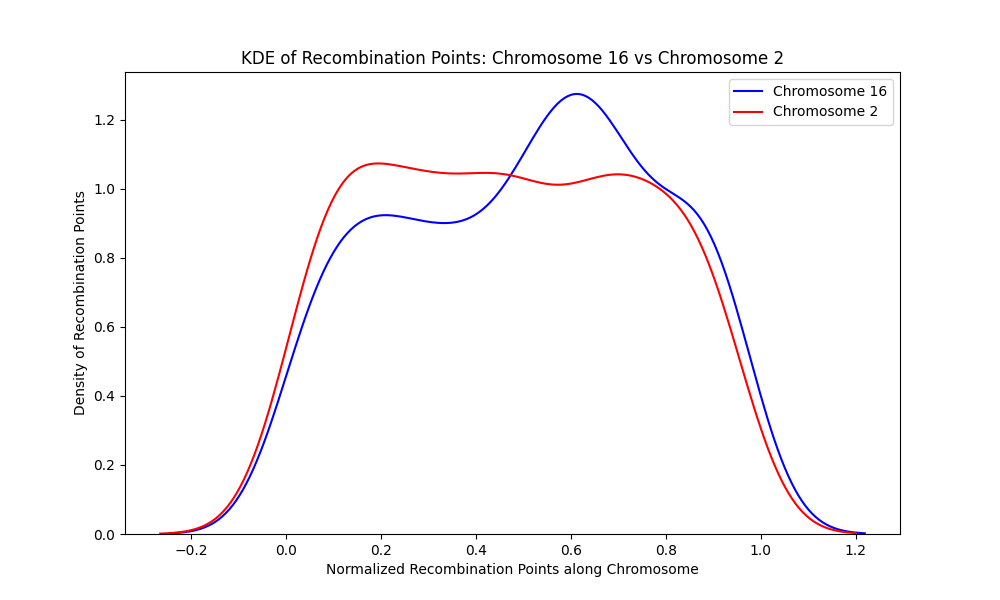 KDE of Recombination Points: Chromosome 16 vs Chromosome 2
Chromosome 16
Chromosome 2
Density of Recombination Points
1.2
1.0
0.8
0.6
0.4
0.2
0.0
−0.2 0.0 0.2 0.4 0.6 0.8 1.0 1.2
Normalized Recombination Points along Chromosome